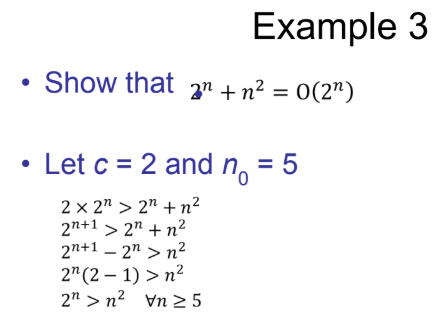 Example 3
• Show that 2ⁿ + n² = O(2ⁿ)
• Let c = 2 and n₀ = 5
2 × 2ⁿ > 2ⁿ + n²
2ⁿ⁺¹ > 2ⁿ + n²
2ⁿ⁺¹ − 2ⁿ > n²
2ⁿ(2 − 1) > n²
2ⁿ > n² ∀n ≥ 5